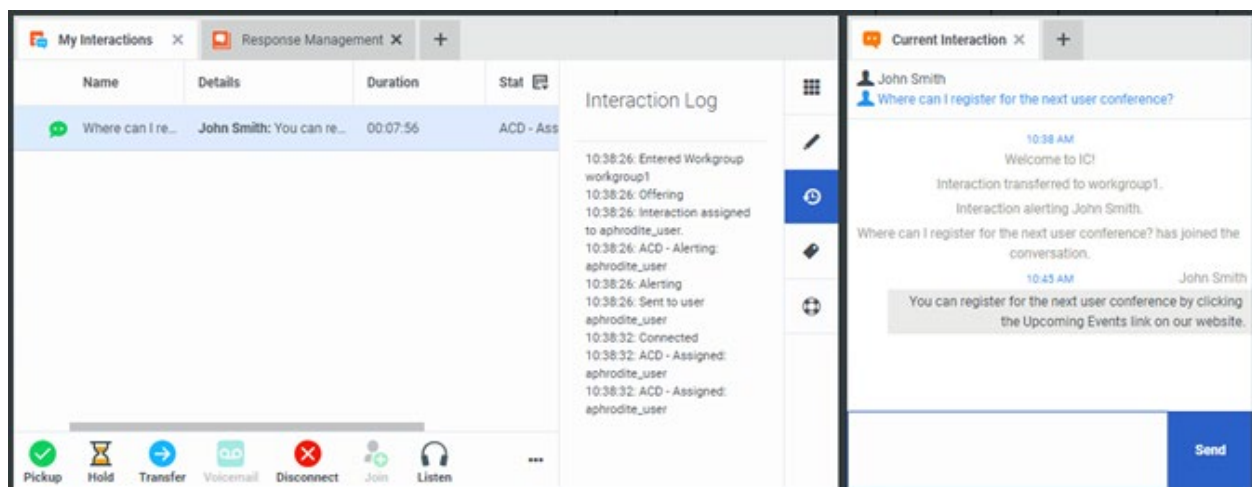 My Interactions
Response Management
Name Details Duration Stat
Where can I re... John Smith: You can re... 00:07:56 ACD - Ass
Pickup Hold Transfer Voicemail Disconnect Join Listen
Interaction Log
10:38:26: Entered Workgroup
workgroup1
10:38:26: Offering
10:38:26: Interaction assigned
to aphrodite_user.
10:38:26: ACD - Alerting:
aphrodite_user
10:38:26: Alerting
10:38:26: Sent to user
aphrodite_user
10:38:32: Connected
10:38:32: ACD - Assigned:
aphrodite_user
10:38:32: ACD - Assigned:
aphrodite_user
Current Interaction
John Smith
Where can I register for the next user conference?
10:38 AM
Welcome to IC!
Interaction transferred to workgroup1.
Interaction alerting John Smith.
Where can I register for the next user conference? has joined the
conversation.
10:45 AM John Smith
You can register for the next user conference by clicking
the Upcoming Events link on our website.
Send